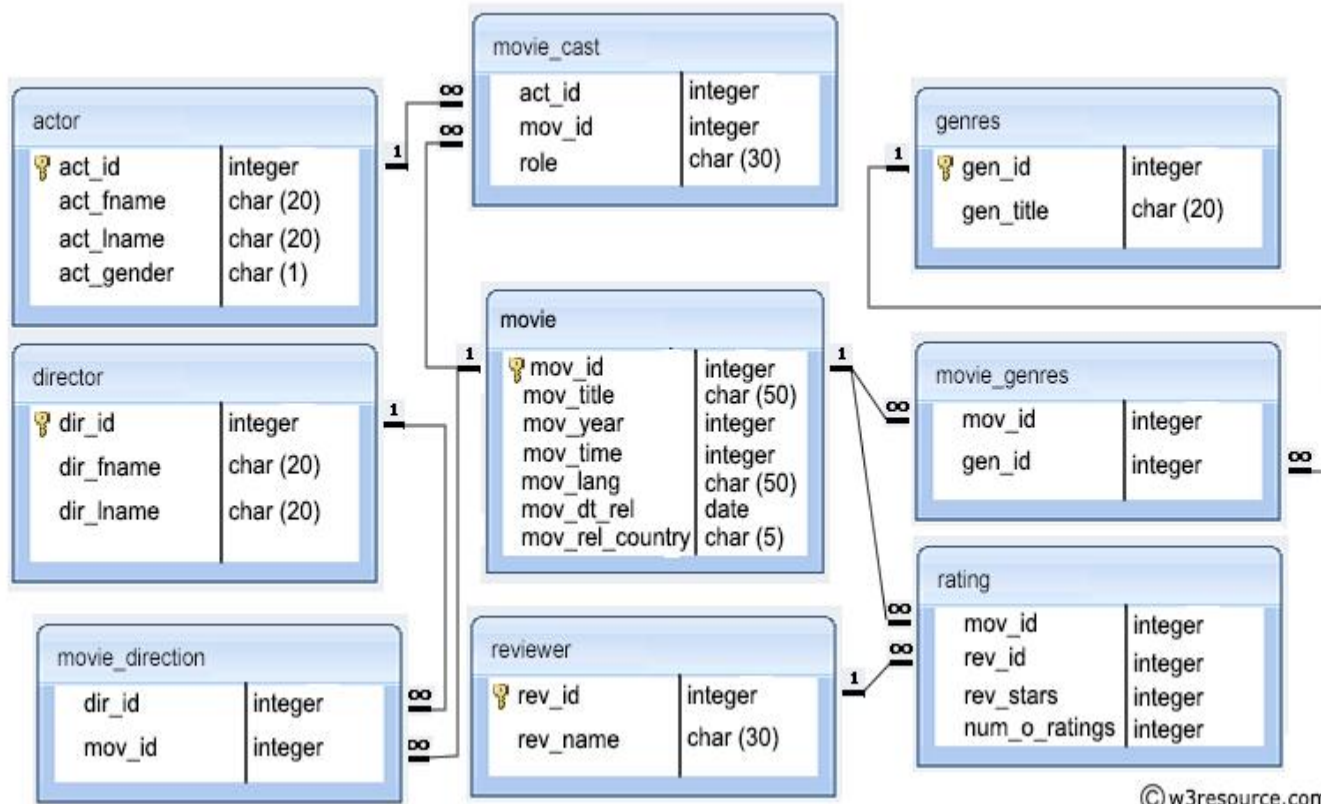 movie_cast
act_id integer
mov_id integer
role char (30)
actor
act_id integer
act_fname char (20)
act_lname char (20)
act_gender char (1)
genres
gen_id integer
gen_title char (20)
movie
mov_id integer
mov_title char (50)
mov_year integer
mov_time integer
mov_lang char (50)
mov_dt_rel date
mov_rel_country char (5)
director
dir_id integer
dir_fname char (20)
dir_lname char (20)
movie_genres
mov_id integer
gen_id integer
movie_direction
dir_id integer
mov_id integer
reviewer
rev_id integer
rev_name char (30)
rating
mov_id integer
rev_id integer
rev_stars integer
num_o_ratings integer
1
∞
∞
1
1
1
1
∞
∞
1
∞
∞
1
∞
∞
© w3resource.com